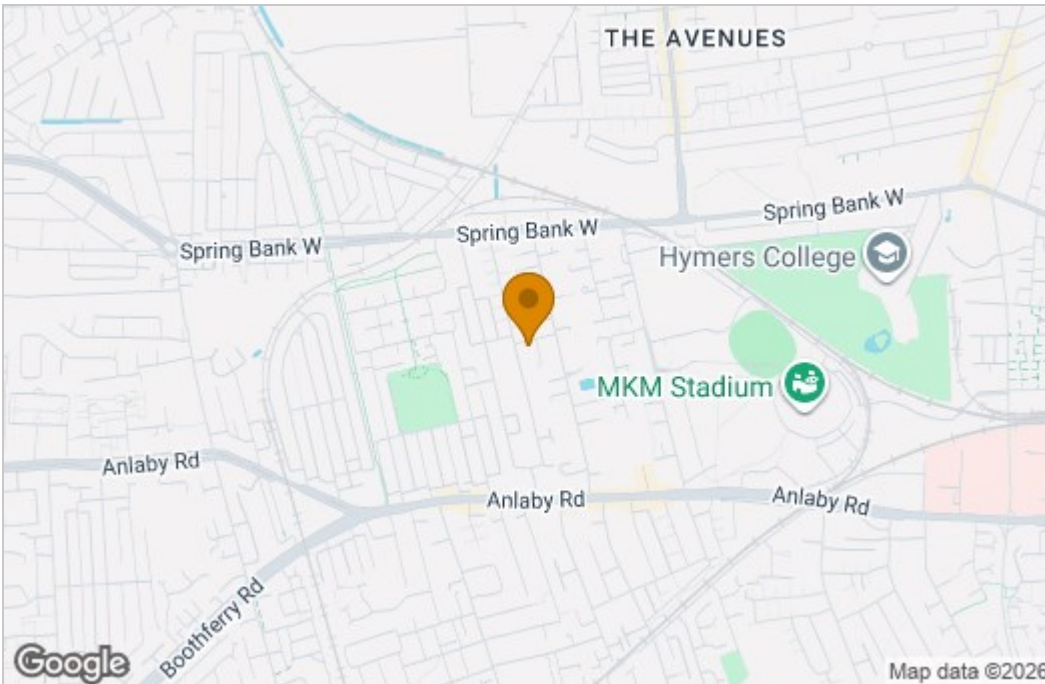 THE AVENUES
Spring Bank W
Spring Bank W
Spring Bank W
Hymers College
MKM Stadium
Anlaby Rd
Anlaby Rd
Anlaby Rd
Boothferry Rd
Google
Map data ©2026